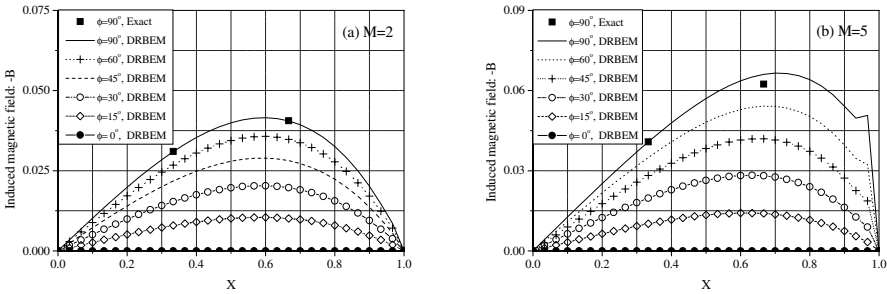 Induced magnetic field: -B
0.075
0.050
0.025
0.000
ϕ=90°, Exact
ϕ=90°, DRBEM
ϕ=60°, DRBEM
ϕ=45°, DRBEM
ϕ=30°, DRBEM
ϕ=15°, DRBEM
ϕ= 0°, DRBEM
(a) M=2
0.0 0.2 0.4 0.6 0.8 1.0
X
Induced magnetic field: -B
0.09
0.06
0.03
0.00
ϕ=90°, Exact
ϕ=90°, DRBEM
ϕ=60°, DRBEM
ϕ=45°, DRBEM
ϕ=30°, DRBEM
ϕ=15°, DRBEM
ϕ= 0°, DRBEM
(b) M=5
0.0 0.2 0.4 0.6 0.8 1.0
X